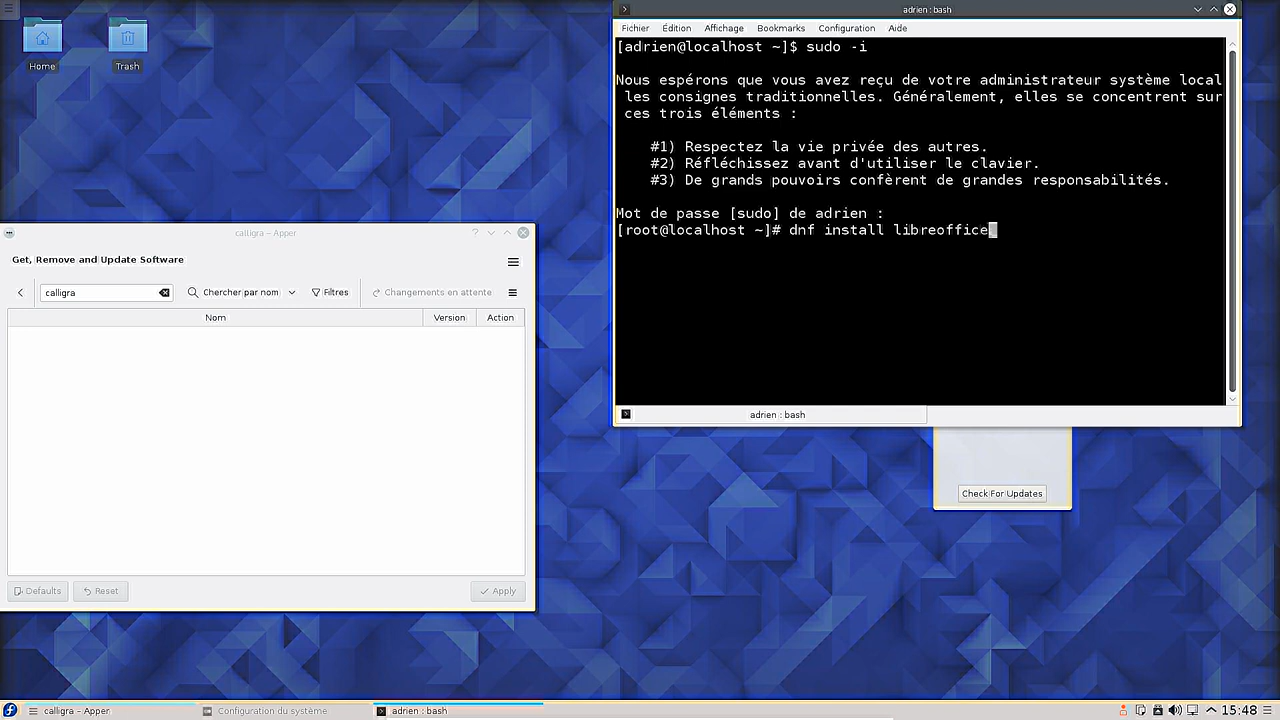 adrien : bash
Home
Trash
Fichier Édition Affichage Bookmarks Configuration Aide
[adrien@localhost ~]$ sudo -i
Nous espérons que vous avez reçu de votre administrateur système local
les consignes traditionnelles. Généralement, elles se concentrent sur
ces trois éléments :
#1) Respectez la vie privée des autres.
#2) Réfléchissez avant d'utiliser le clavier.
#3) De grands pouvoirs confèrent de grandes responsabilités.
Mot de passe [sudo] de adrien :
[root@localhost ~]# dnf install libreoffice
adrien : bash
calligra – Apper
Get, Remove and Update Software
calligra Chercher par nom Filtres Changements en attente
Nom Version Action
Defaults Reset Apply
Check For Updates
calligra – Apper Configuration du système adrien : bash 15:48